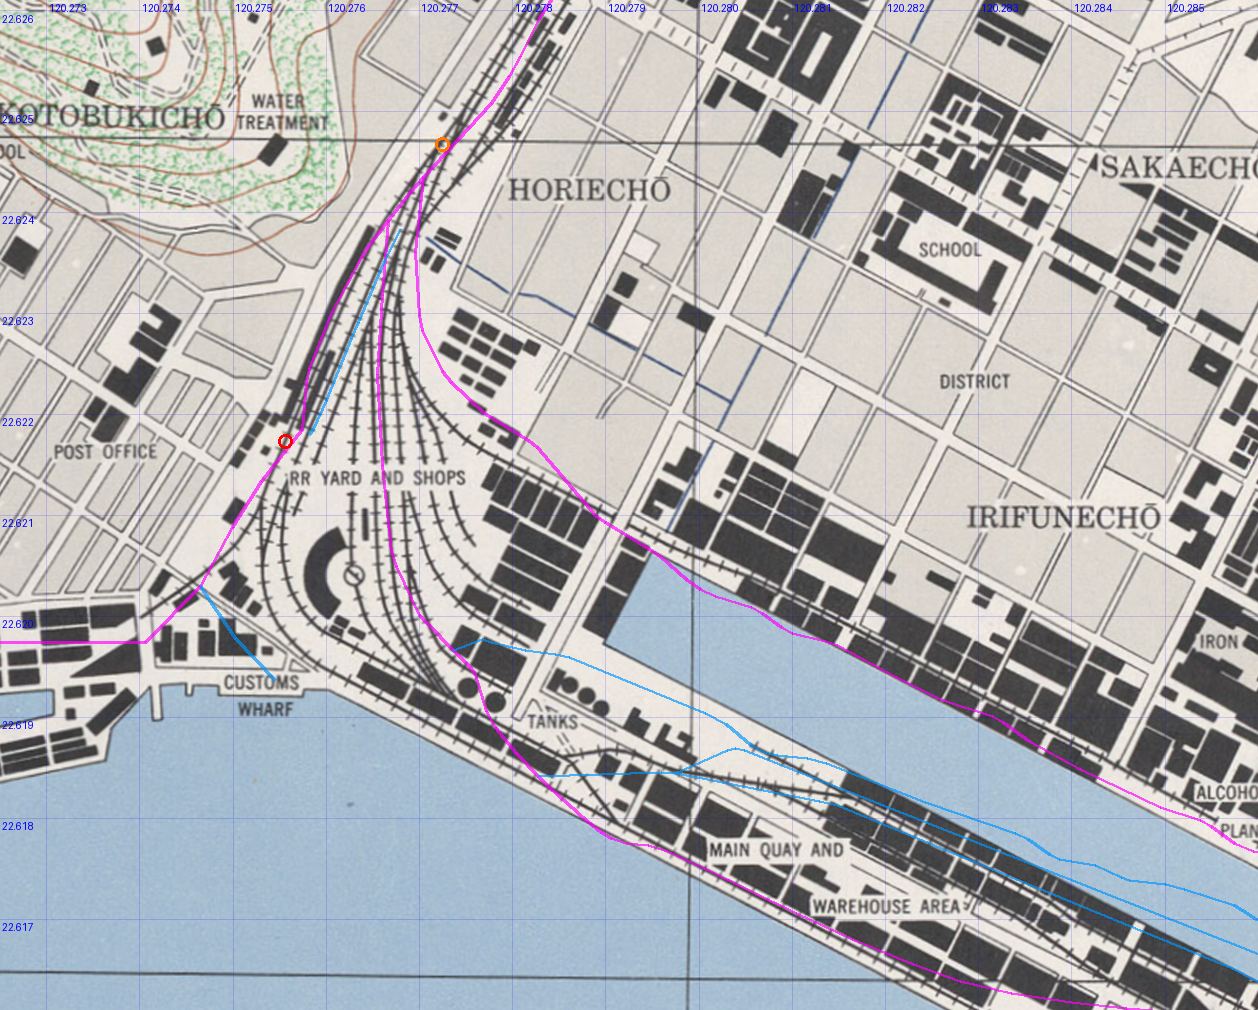 120.273 120.274 120.275 120.276 120.277 120.278 120.279 120.280 120.281 120.282 120.283 120.284 120.285
22.626
KOTOBUKICHŌ
WATER
TREATMENT
22.625
OOL
HORIECHŌ
SAKAECH
22.624
SCHOOL
22.623
DISTRICT
22.622
POST OFFICE
RR YARD AND SHOPS
22.621
IRIFUNECHŌ
22.620
IRON
CUSTOMS
WHARF
22.619
TANKS
ALCOHO
22.618
PLAN
MAIN QUAY AND
WAREHOUSE AREA
22.617